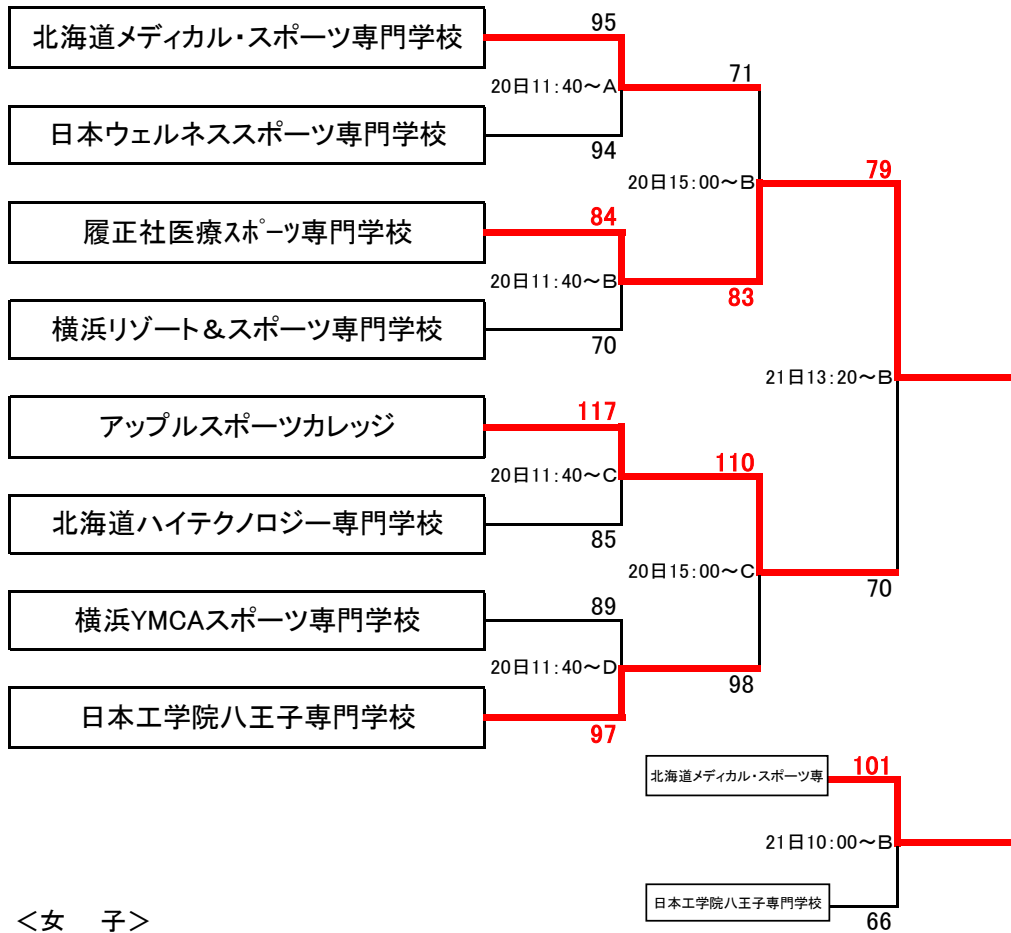 北海道メディカル・スポーツ専門学校
95
20日11:40～A
71
日本ウェルネススポーツ専門学校
94
20日15:00～B
79
履正社医療スポーツ専門学校
84
20日11:40～B
83
横浜リゾート＆スポーツ専門学校
70
21日13:20～B
アップルスポーツカレッジ
117
20日11:40～C
110
北海道ハイテクノロジー専門学校
85
20日15:00～C
70
横浜YMCAスポーツ専門学校
89
20日11:40～D
98
日本工学院八王子専門学校
97
北海道メディカル・スポーツ専
101
21日10:00～B
日本工学院八王子専門学校
66
＜女　子＞